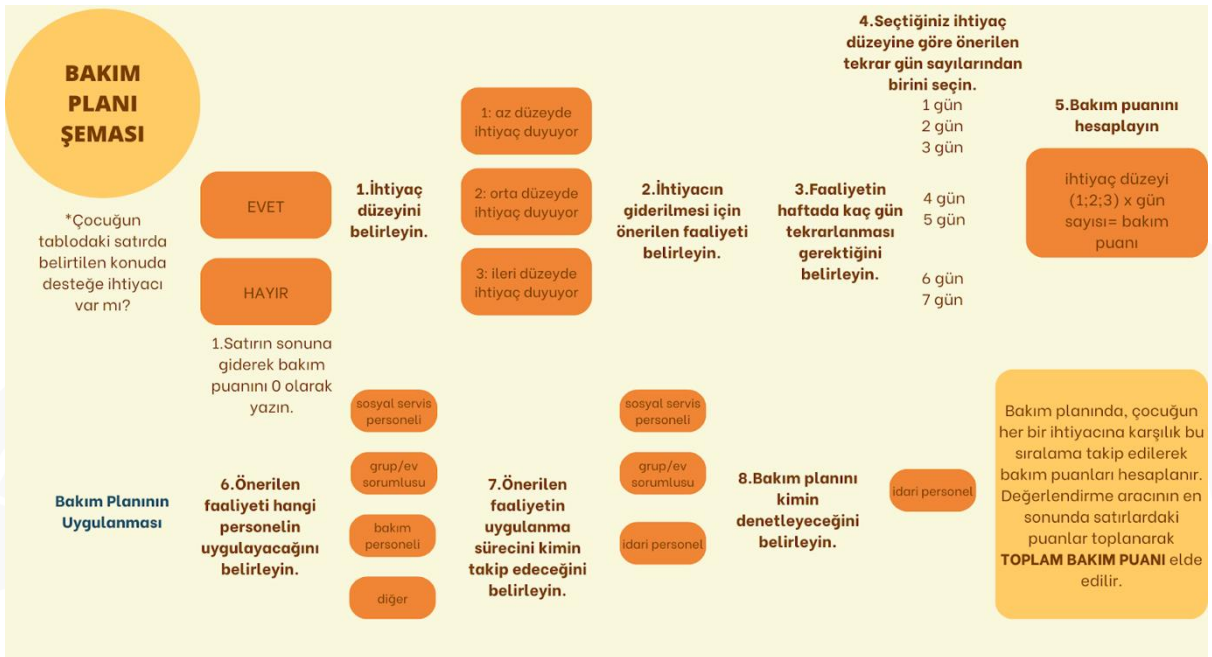 BAKIM
PLANI
ŞEMASI
*Çocuğun
tablodaki satırda
belirtilen konuda
desteğe ihtiyacı
var mı?
EVET
HAYIR
1.Satırın sonuna
giderek bakım
puanını 0 olarak
yazın.
1.İhtiyaç
düzeyini
belirleyin.
1: az düzeyde
ihtiyaç duyuyor
2: orta düzeyde
ihtiyaç duyuyor
3: ileri düzeyde
ihtiyaç duyuyor
2.İhtiyacın
giderilmesi için
önerilen faaliyeti
belirleyin.
3.Faaliyetin
haftada kaç gün
tekrarlanması
gerektiğini
belirleyin.
4.Seçtiğiniz ihtiyaç
düzeyine göre önerilen
tekrar gün sayılarından
birini seçin.
1 gün
2 gün
3 gün
4 gün
5 gün
6 gün
7 gün
5.Bakım puanını
hesaplayın
ihtiyaç düzeyi
(1;2;3) x gün
sayısı= bakım
puanı
Bakım Planının
Uygulanması
6.Önerilen
faaliyeti hangi
personelin
uygulayacağını
belirleyin.
sosyal servis
personeli
grup/ev
sorumlusu
bakım
personeli
diğer
7.Önerilen
faaliyetin
uygulanma
sürecini kimin
takip edeceğini
belirleyin.
sosyal servis
personeli
grup/ev
sorumlusu
idari personel
8.Bakım planını
kimin
denetleyeceğini
belirleyin.
idari personel
Bakım planında, çocuğun
her bir ihtiyacına karşılık bu
sıralama takip edilerek
bakım puanları hesaplanır.
Değerlendirme aracının en
sonunda satırlardaki
puanlar toplanarak
TOPLAM BAKIM PUANI elde
edilir.